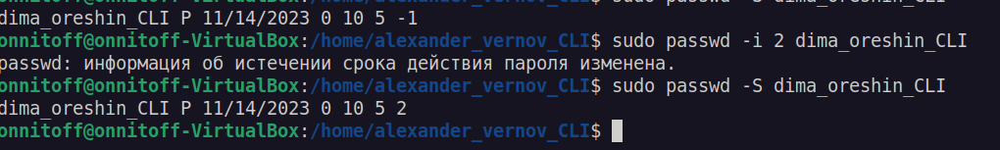 dima_oreshin_CLI P 11/14/2023 0 10 5 -1
onnitoff@onnitoff-VirtualBox:/home/alexander_vernov_CLI$ sudo passwd -i 2 dima_oreshin_CLI
passwd: информация об истечении срока действия пароля изменена.
onnitoff@onnitoff-VirtualBox:/home/alexander_vernov_CLI$ sudo passwd -S dima_oreshin_CLI
dima_oreshin_CLI P 11/14/2023 0 10 5 2
onnitoff@onnitoff-VirtualBox:/home/alexander_vernov_CLI$